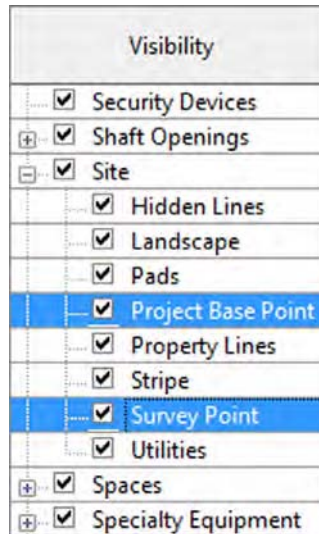 Visibility
Security Devices
Shaft Openings
Site
Hidden Lines
Landscape
Pads
Project Base Point
Property Lines
Stripe
Survey Point
Utilities
Spaces
Specialty Equipment